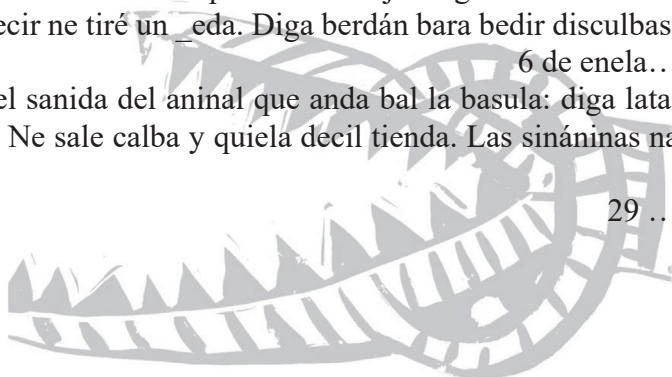 ecir ne tiré un _eda. Diga berdán bara bedir disculbas
6 de enela…
el sanida del aninal que anda bal la basula: diga lata
Ne sale calba y quiela decil tienda. Las sináninas na
29 …